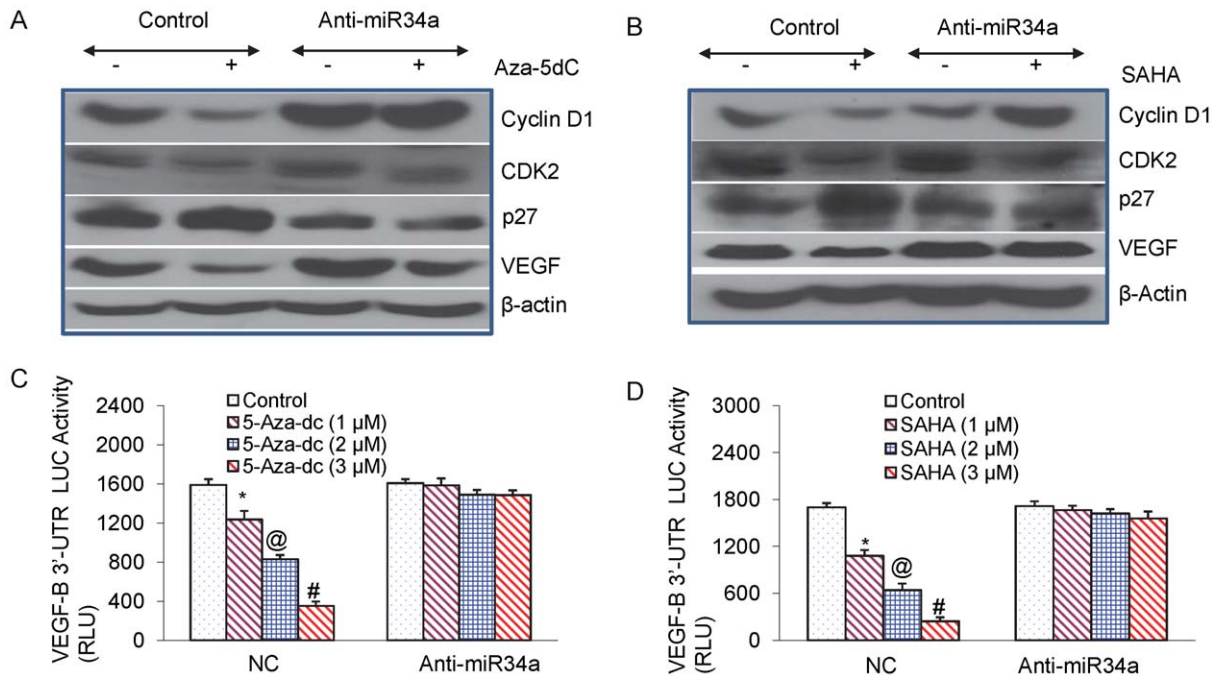 A
Control Anti-miR34a
- + - + Aza-5dC
Cyclin D1
CDK2
p27
VEGF
β-actin
B
Control Anti-miR34a
- + - + SAHA
Cyclin D1
CDK2
p27
VEGF
β-Actin
C
VEGF-B 3'-UTR LUC Activity
(RLU)
2400
2000
1600
1200
800
400
0
Control
5-Aza-dc (1 µM)
5-Aza-dc (2 µM)
5-Aza-dc (3 µM)
*
@
#
NC Anti-miR34a
D
VEGF-B 3'-UTR LUC Activity
(RLU)
3000
2400
1800
1200
600
0
Control
SAHA (1 µM)
SAHA (2 µM)
SAHA (3 µM)
*
@
#
NC Anti-miR34a